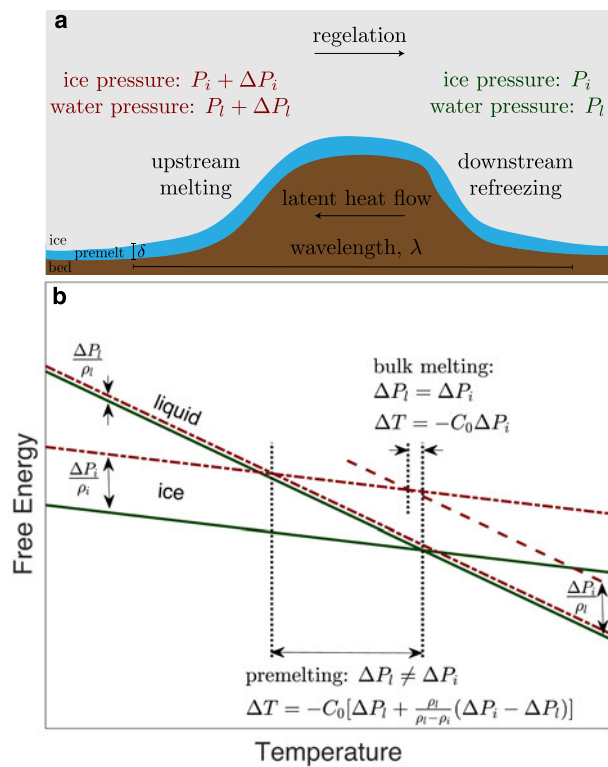 a
regelation
ice pressure: $P_i + \Delta P_i$
water pressure: $P_l + \Delta P_l$
ice pressure: $P_i$
water pressure: $P_l$
upstream
melting
downstream
refreezing
latent heat flow
ice
premelt
δ
bed
wavelength, λ
b
$\frac{\Delta P_l}{\rho_l}$
liquid
bulk melting:
$\Delta P_l = \Delta P_i$
$\Delta T = -C_0 \Delta P_i$
$\frac{\Delta P_i}{\rho_i}$
ice
$\frac{\Delta P_i}{\rho_l}$
premelting: $\Delta P_l \neq \Delta P_i$
$\Delta T = -C_0[\Delta P_l + \frac{\rho_l}{\rho_l - \rho_i}(\Delta P_i - \Delta P_l)]$
Free Energy
Temperature